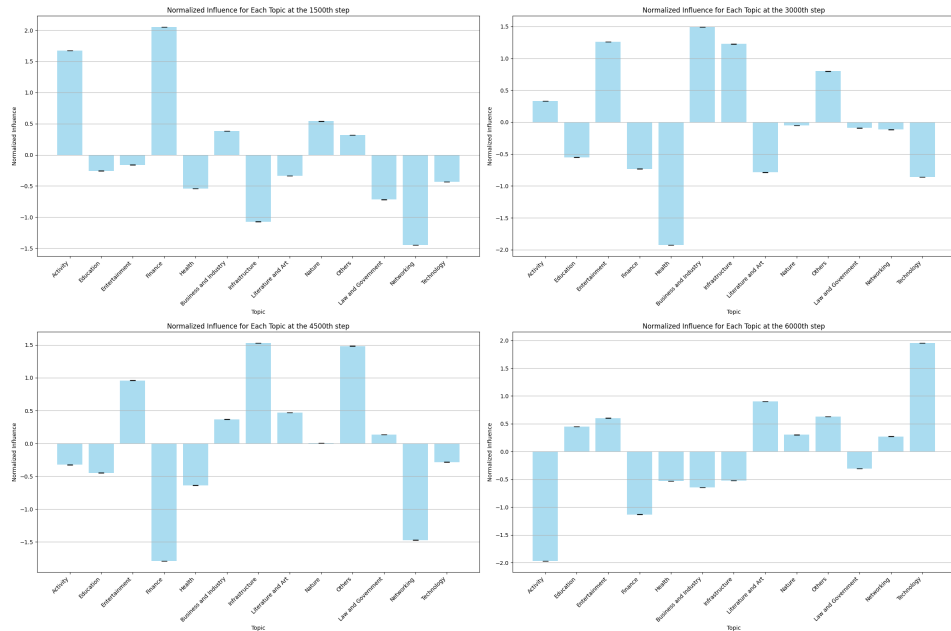 Normalized Influence for Each Topic at the 1500th step
Normalized Influence
2.0
1.5
1.0
0.5
0.0
−0.5
−1.0
−1.5
Activity
Education
Entertainment
Finance
Health
Business and Industry
Infrastructure
Literature and Art
Nature
Others
Law and Government
Networking
Technology
Topic
Normalized Influence for Each Topic at the 3000th step
Normalized Influence
1.5
1.0
0.5
0.0
−0.5
−1.0
−1.5
−2.0
Activity
Education
Entertainment
Finance
Health
Business and Industry
Infrastructure
Literature and Art
Nature
Others
Law and Government
Networking
Technology
Topic
Normalized Influence for Each Topic at the 4500th step
Normalized Influence
1.5
1.0
0.5
0.0
−0.5
−1.0
−1.5
Activity
Education
Entertainment
Finance
Health
Business and Industry
Infrastructure
Literature and Art
Nature
Others
Law and Government
Networking
Technology
Topic
Normalized Influence for Each Topic at the 6000th step
Normalized Influence
2.0
1.5
1.0
0.5
0.0
−0.5
−1.0
−1.5
−2.0
Activity
Education
Entertainment
Finance
Health
Business and Industry
Infrastructure
Literature and Art
Nature
Others
Law and Government
Networking
Technology
Topic